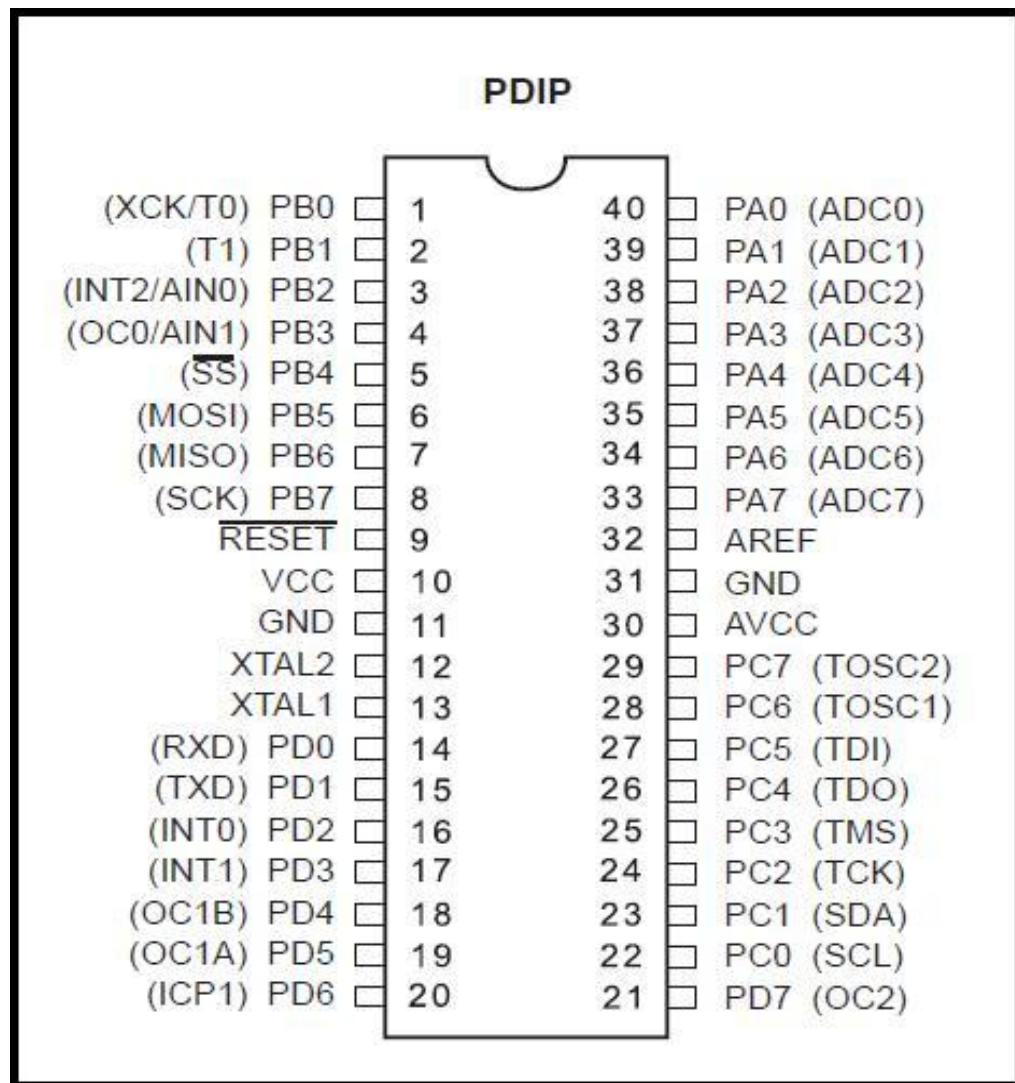 PDIP
(XCK/T0) PB0 1 40 PA0 (ADC0)
(T1) PB1 2 39 PA1 (ADC1)
(INT2/AIN0) PB2 3 38 PA2 (ADC2)
(OC0/AIN1) PB3 4 37 PA3 (ADC3)
(SS) PB4 5 36 PA4 (ADC4)
(MOSI) PB5 6 35 PA5 (ADC5)
(MISO) PB6 7 34 PA6 (ADC6)
(SCK) PB7 8 33 PA7 (ADC7)
RESET 9 32 AREF
VCC 10 31 GND
GND 11 30 AVCC
XTAL2 12 29 PC7 (TOSC2)
XTAL1 13 28 PC6 (TOSC1)
(RXD) PD0 14 27 PC5 (TDI)
(TXD) PD1 15 26 PC4 (TDO)
(INT0) PD2 16 25 PC3 (TMS)
(INT1) PD3 17 24 PC2 (TCK)
(OC1B) PD4 18 23 PC1 (SDA)
(OC1A) PD5 19 22 PC0 (SCL)
(ICP1) PD6 20 21 PD7 (OC2)